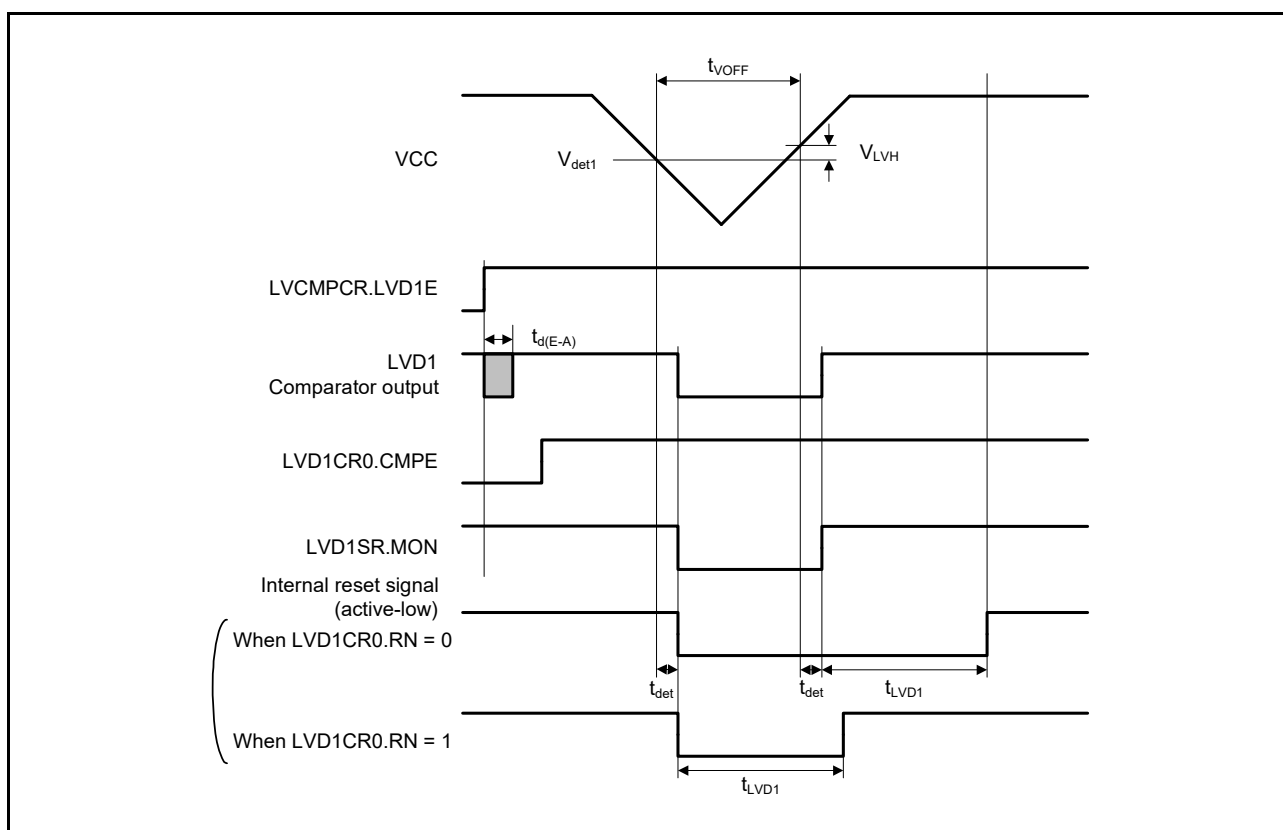 tVOFF
VCC
Vdet1
VLVH
LVCMPCR.LVD1E
td(E-A)
LVD1
Comparator output
LVD1CR0.CMPE
LVD1SR.MON
Internal reset signal
(active-low)
When LVD1CR0.RN = 0
tdet
tdet
tLVD1
When LVD1CR0.RN = 1
tLVD1